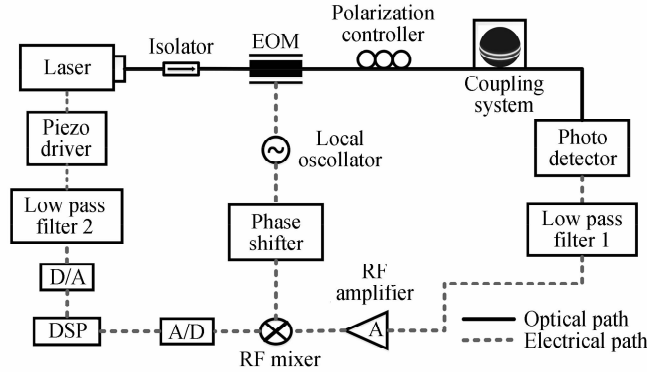 Polarization
controller
EOM
Isolator
Laser
Coupling
system
Piezo
driver
Local
oscollator
Photo
detector
Low pass
filter 2
Phase
shifter
Low pass
filter 1
D/A
RF
amplifier
A
DSP
A/D
RF mixer
Optical path
Electrical path